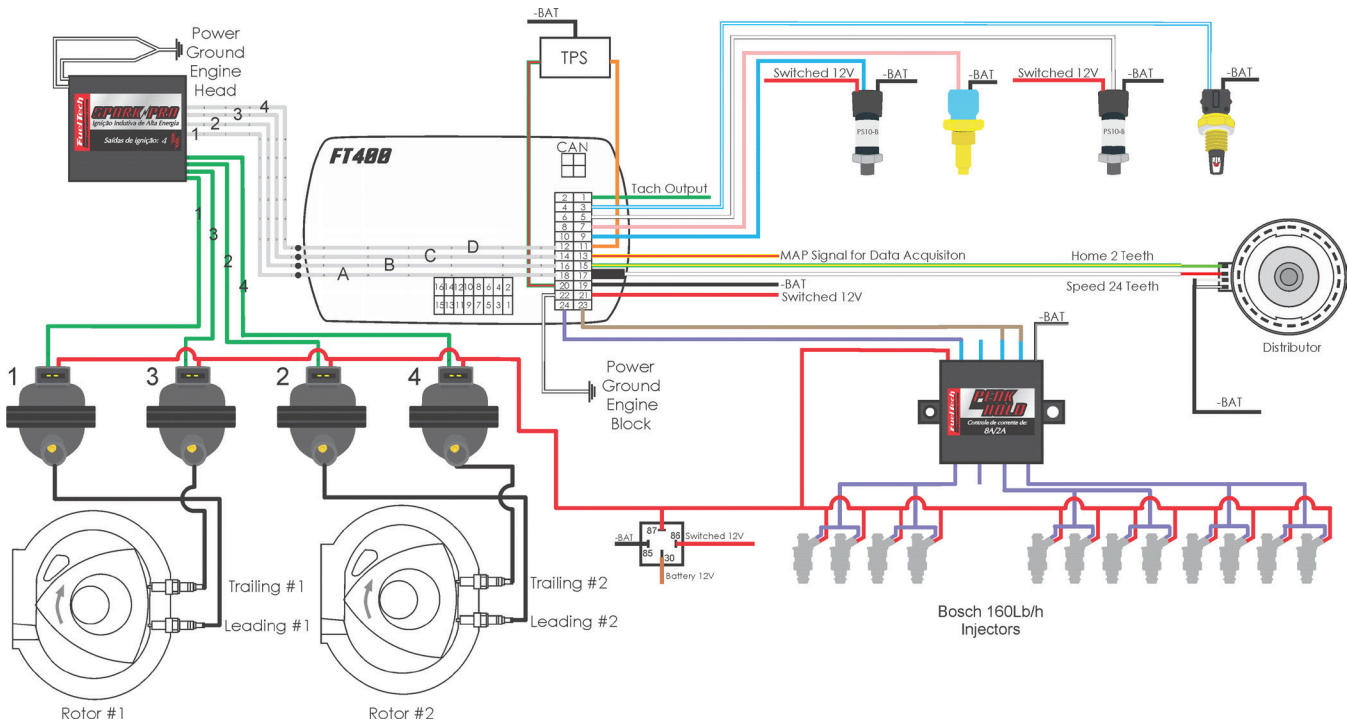 Power
Ground
Engine
Head
-BAT
TPS
FuelTech
SPARK PRO
Ignição Indutiva de Alta Energia
Saídas de ignição: 4
4
3
2
1
FT400
CAN
Tach Output
Switched 12V
-BAT
-BAT
Switched 12V
-BAT
-BAT
PS10-B
PS10-B
2 1
4 3
6 5
8 7
10 9
12 11
14 13
16 15
18 17
20 19
22 21
24 23
A B C D
16 14 12 10 8 6 4 2
15 13 11 9 7 5 3 1
MAP Signal for Data Acquisiton
Home 2 Teeth
Speed 24 Teeth
-BAT
Switched 12V
Distributor
-BAT
-BAT
1
3
2
4
Power
Ground
Engine
Block
FuelTech
PEAK HOLD
Controle de corrente de:
8A/2A
1
3
2
4
87
86
85
30
-BAT
Switched 12V
Battery 12V
Trailing #1
Leading #1
Trailing #2
Leading #2
Bosch 160Lb/h
Injectors
Rotor #1
Rotor #2